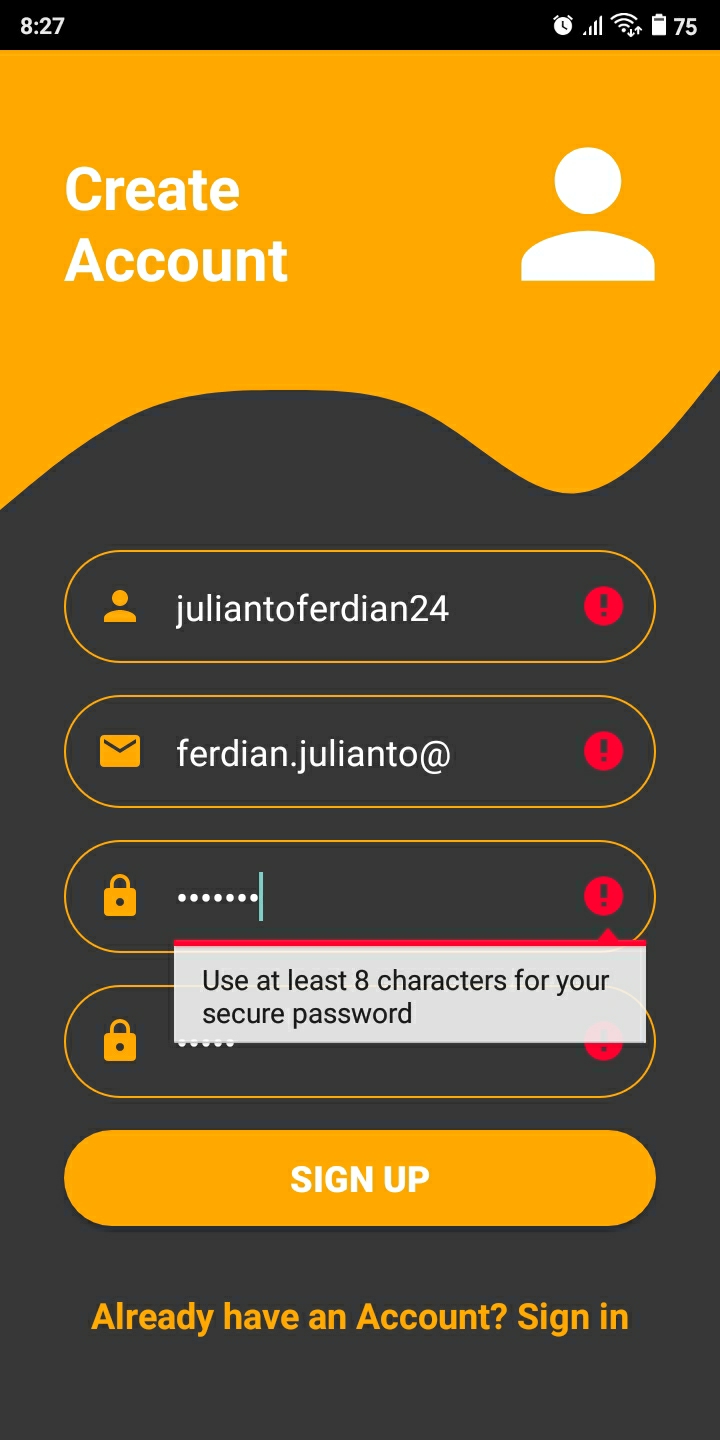 8:27
75
Create
Account
juliantoferdian24
ferdian.julianto@
•••••••
Use at least 8 characters for your
secure password
•••••
SIGN UP
Already have an Account? Sign in